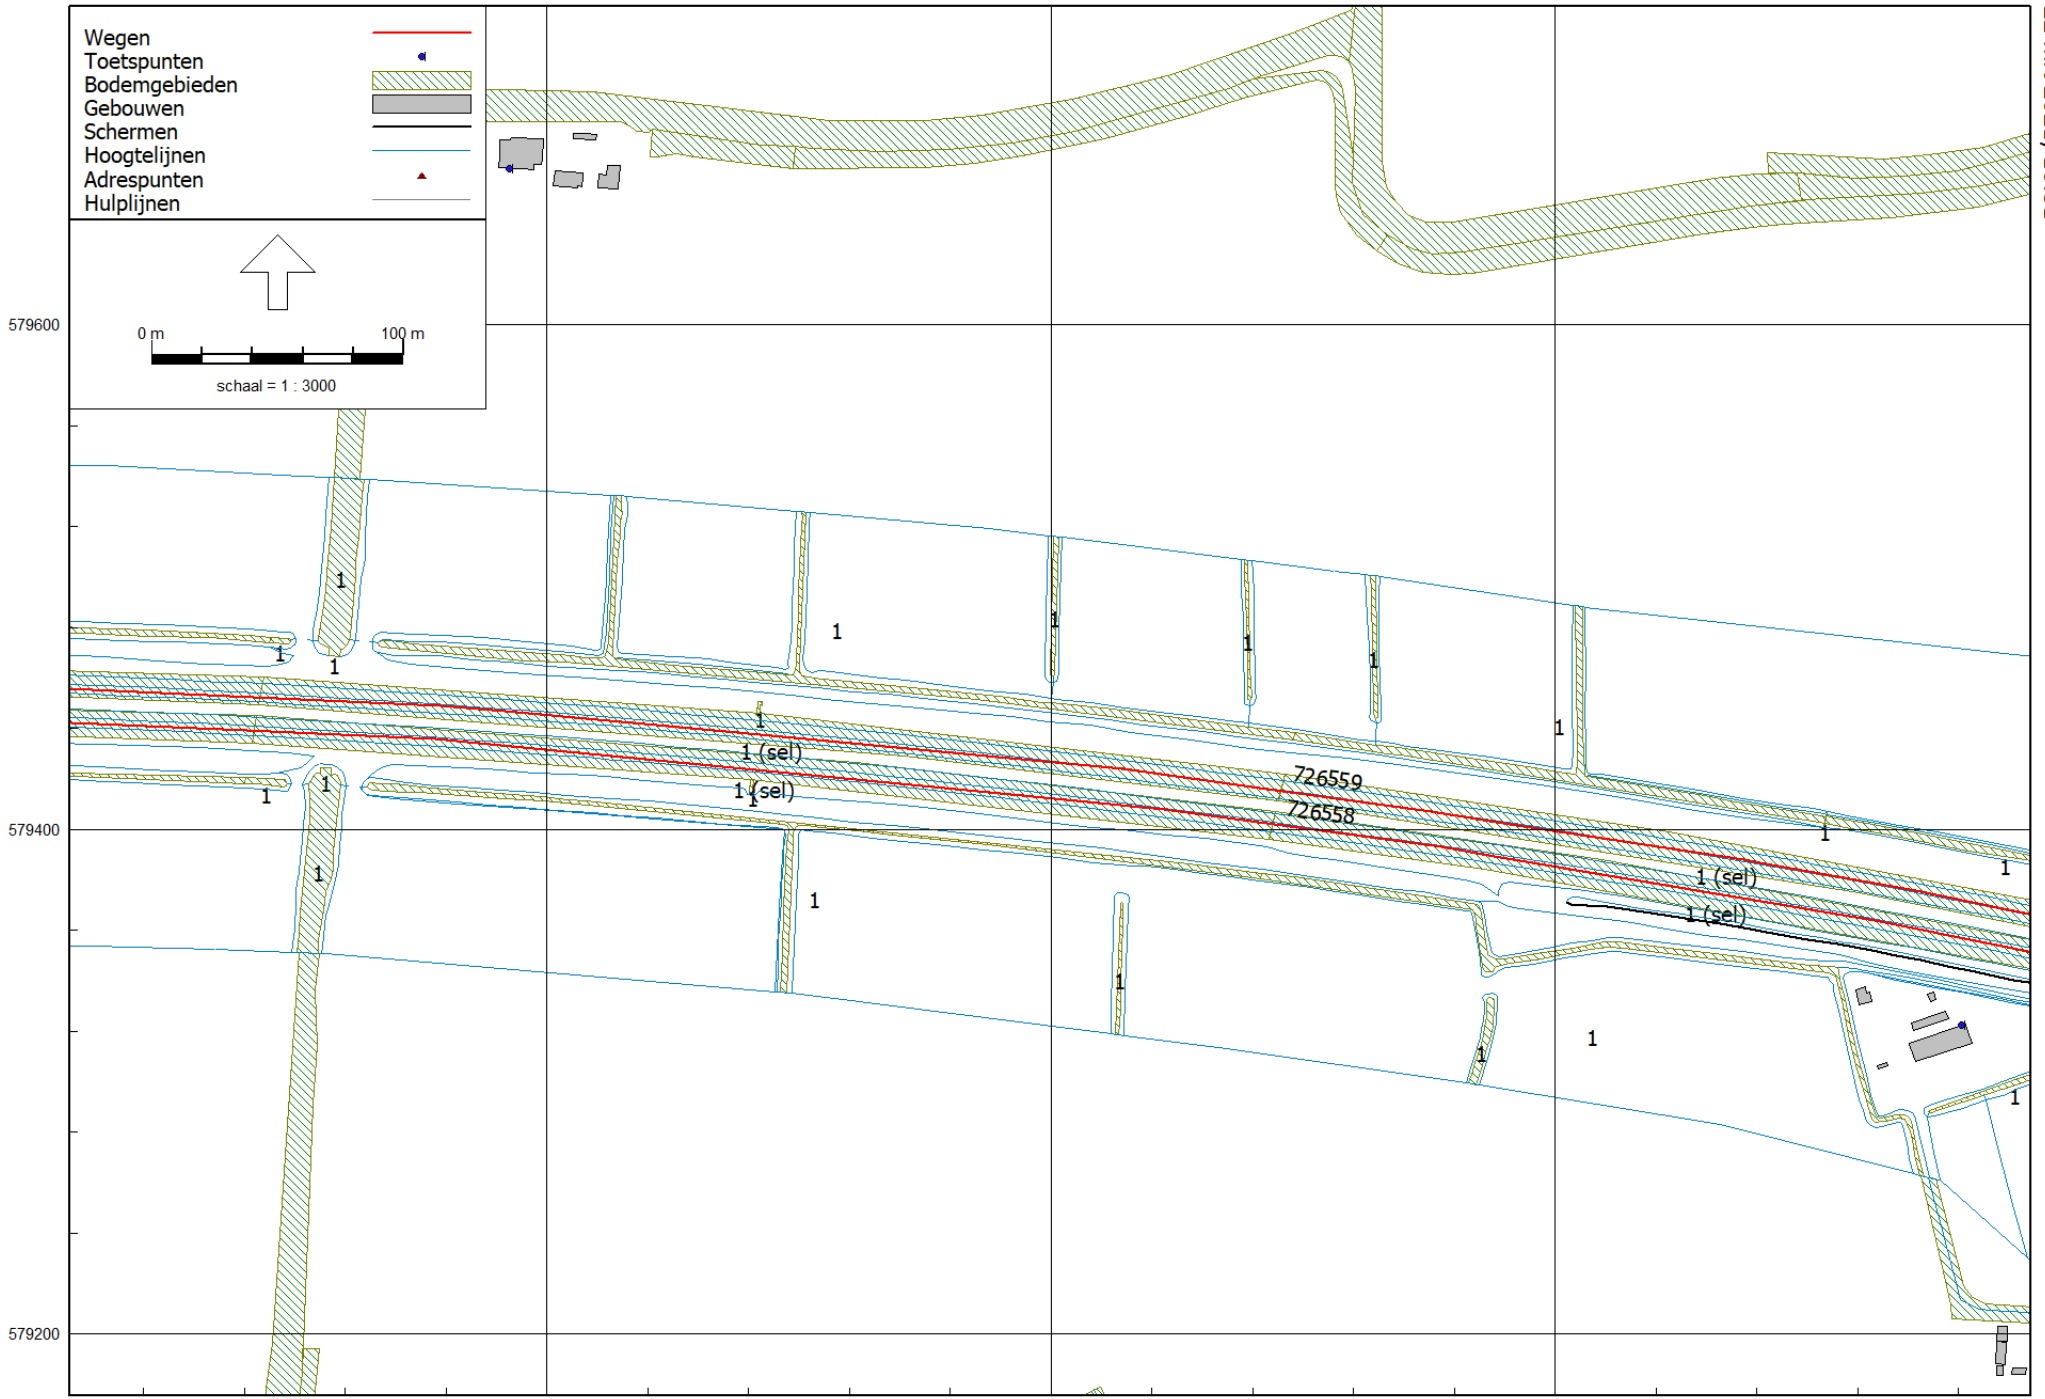 Wegen
Toetspunten
Bodemgebieden
Gebouwen
Schermen
Hoogtelijnen
Adrespunten
Hulplijnen
0 m 100 m
schaal = 1 : 3000
579600
1
1
1
1
1
1
1
1
1
1
1 (sel)
726559
1
1 (sel)
1
1
726558
1
1
1
1 (sel)
1
1 (sel)
1
1
1
1
579400
579200